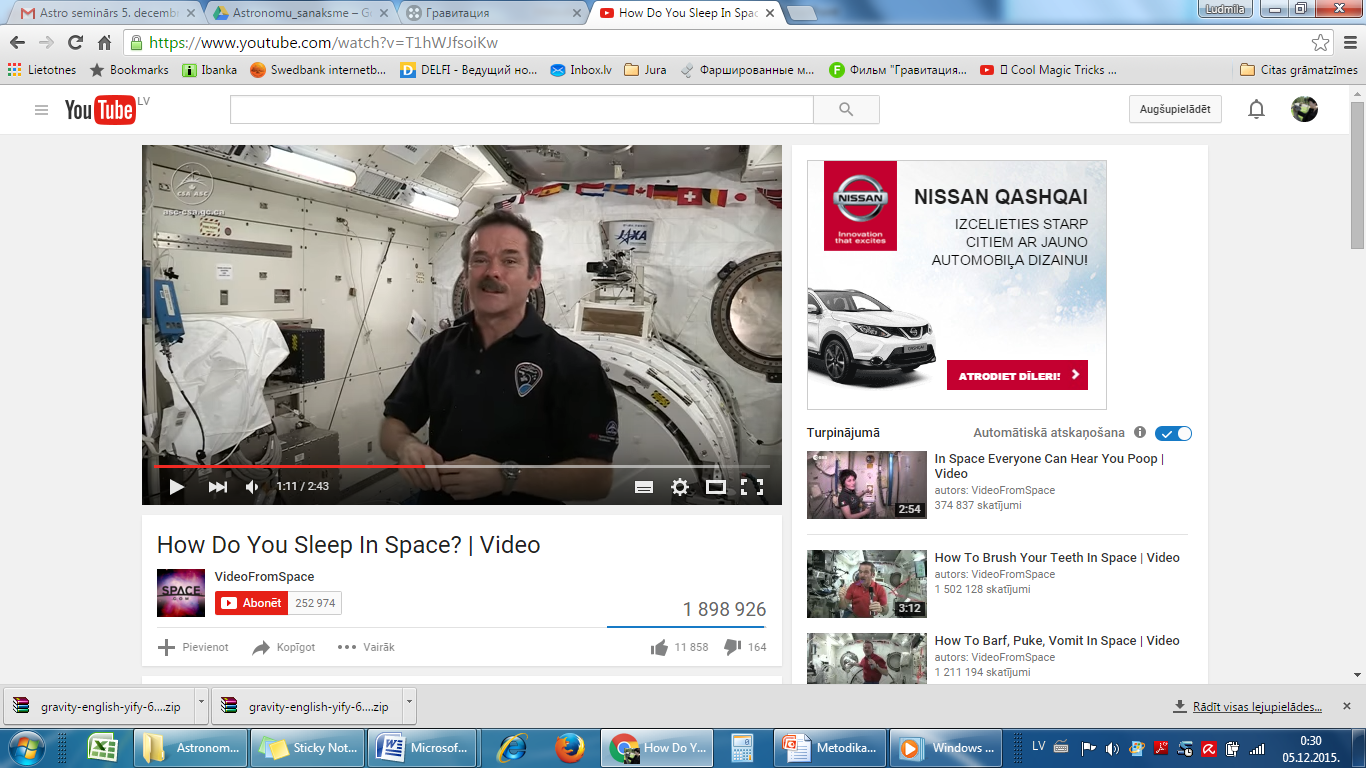 Astro seminārs 5. decembr
Astronomu_sanaksme – G
Гравитация
How Do You Sleep In Spac
Ludmila
https://www.youtube.com/watch?v=T1hWJfsoiKw
Lietotnes
Bookmarks
Ibanka
Swedbank internetb...
DELFI - Ведущий но...
Inbox.lv
Jura
Фаршированные м...
Фильм "Гравитация...
Cool Magic Tricks ...
Citas grāmatzīmes
YouTube LV
Augšupielādēt
CSA ASC
asc-csa.gc.ca
JAXA
1:11 / 2:43
NISSAN
Innovation
that excites
NISSAN QASHQAI
IZCELIETIES STARP
CITIEM AR JAUNO
AUTOMOBIĻA DIZAINU!
ATRODIET DĪLERI!
Turpinājumā
Automātiskā atskaņošana
In Space Everyone Can Hear You Poop |
Video
autors: VideoFromSpace
374 837 skatījumi
2:54
How To Brush Your Teeth In Space | Video
autors: VideoFromSpace
1 502 128 skatījumi
3:12
How To Barf, Puke, Vomit In Space | Video
autors: VideoFromSpace
1 211 194 skatījumi
How Do You Sleep In Space? | Video
SPACE
.COM
VideoFromSpace
Abonēt 252 974
1 898 926
Pievienot
Kopīgot
Vairāk
11 858
164
gravity-english-yify-6....zip
gravity-english-yify-6....zip
Rādīt visas lejupielādes...
Astronom...
Sticky Not...
Microsof...
How Do Y...
Metodika...
Windows ...
LV
0:30
05.12.2015.